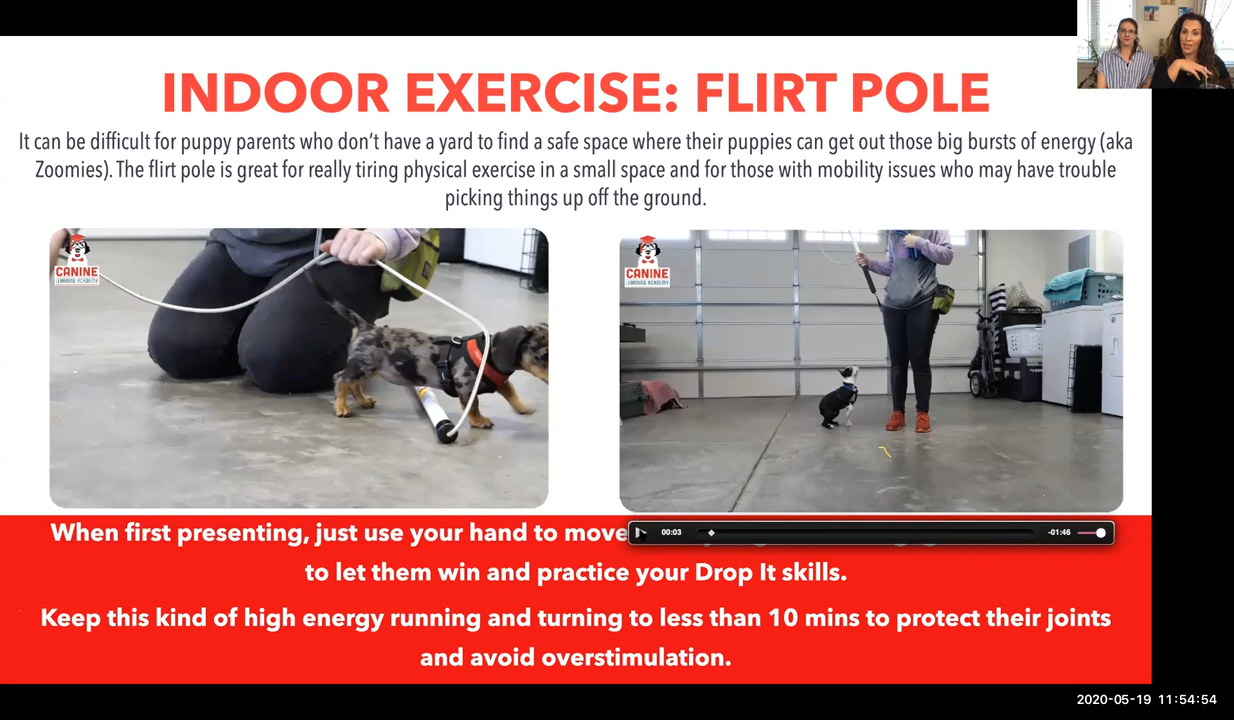 INDOOR EXERCISE: FLIRT POLE
It can be difficult for puppy parents who don't have a yard to find a safe space where their puppies can get out those big bursts of energy (aka
Zoomies). The flirt pole is great for really tiring physical exercise in a small space and for those with mobility issues who may have trouble
picking things up off the ground.
CANINE
LEARNING ACADEMY
CANINE
LEARNING ACADEMY
When first presenting, just use your hand to move
00:03
-01:46
to let them win and practice your Drop It skills.
Keep this kind of high energy running and turning to less than 10 mins to protect their joints
and avoid overstimulation.
2020-05-19 11:54:54